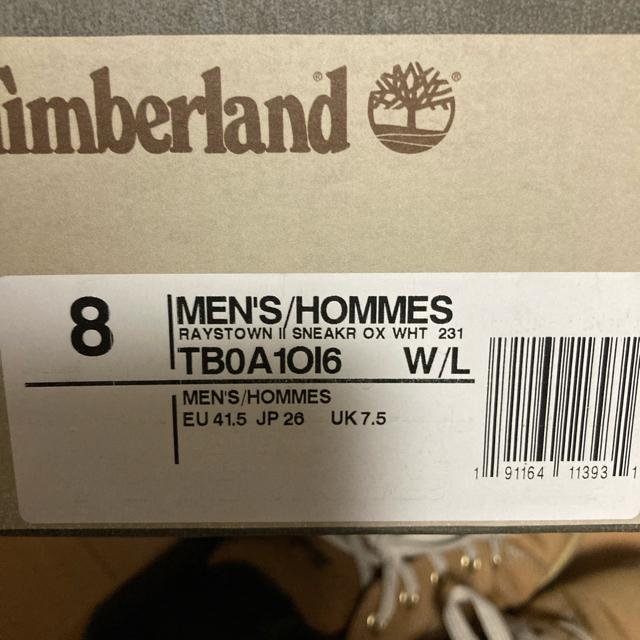 Timberland®
®
8
MEN'S/HOMMES
RAYSTOWN II SNEAKR OX WHT 231
TB0A1OI6 W/L
MEN'S/HOMMES
EU 41.5 JP 26 UK 7.5
1 91164 11393 1